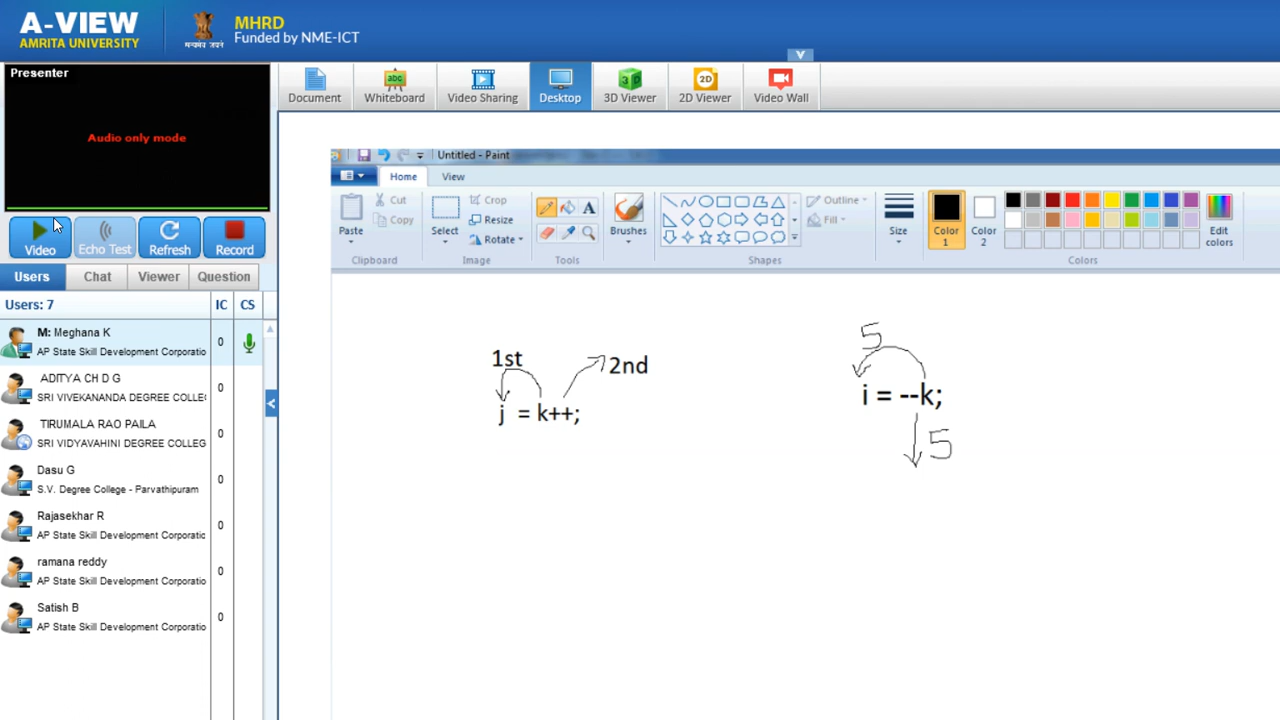 A-VIEW
AMRITA UNIVERSITY
सत्यमेव जयते
MHRD
Funded by NME-ICT
Presenter
Audio only mode
Document
Whiteboard
abc
Video Sharing
Desktop
3D
3D Viewer
2D
2D Viewer
Video Wall
Video
Echo Test
Refresh
Record
Users
Chat
Viewer
Question
Users: 7
IC
CS
M: Meghana K
AP State Skill Development Corporatio
0
ADITYA CH D G
SRI VIVEKANANDA DEGREE COLLE
0
TIRUMALA RAO PAILA
SRI VIDYAVAHINI DEGREE COLLEG
0
Dasu G
S.V. Degree College - Parvathipuram
0
Rajasekhar R
AP State Skill Development Corporatio
0
ramana reddy
AP State Skill Development Corporatio
0
Satish B
AP State Skill Development Corporatio
0
Untitled - Paint
Home
View
Paste
Cut
Copy
Clipboard
Select
Crop
Resize
Rotate
Image
A
Tools
Brushes
Shapes
Outline
Fill
Size
Color
1
Color
2
Edit
colors
Colors
1st
2nd
j = k++;
5
i = --k;
5